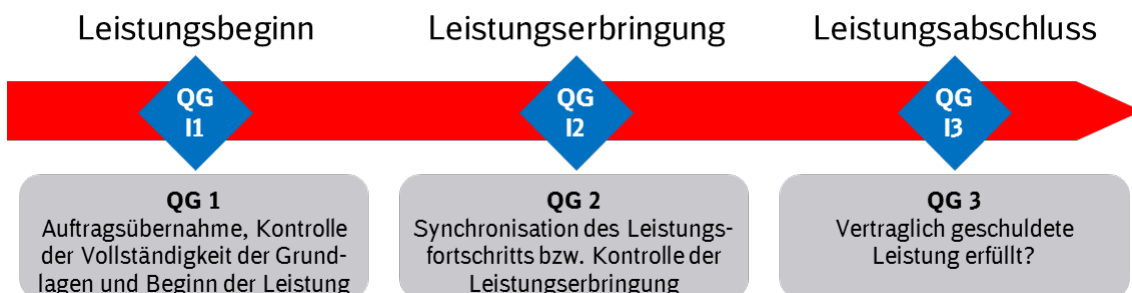 Leistungsbeginn
Leistungserbringung
Leistungsabschluss
QG
I1
QG
I2
QG
I3
QG 1
Auftragsübernahme, Kontrolle
der Vollständigkeit der Grund-
lagen und Beginn der Leistung
QG 2
Synchronisation des Leistungs-
fortschritts bzw. Kontrolle der
Leistungserbringung
QG 3
Vertraglich geschuldete
Leistung erfüllt?